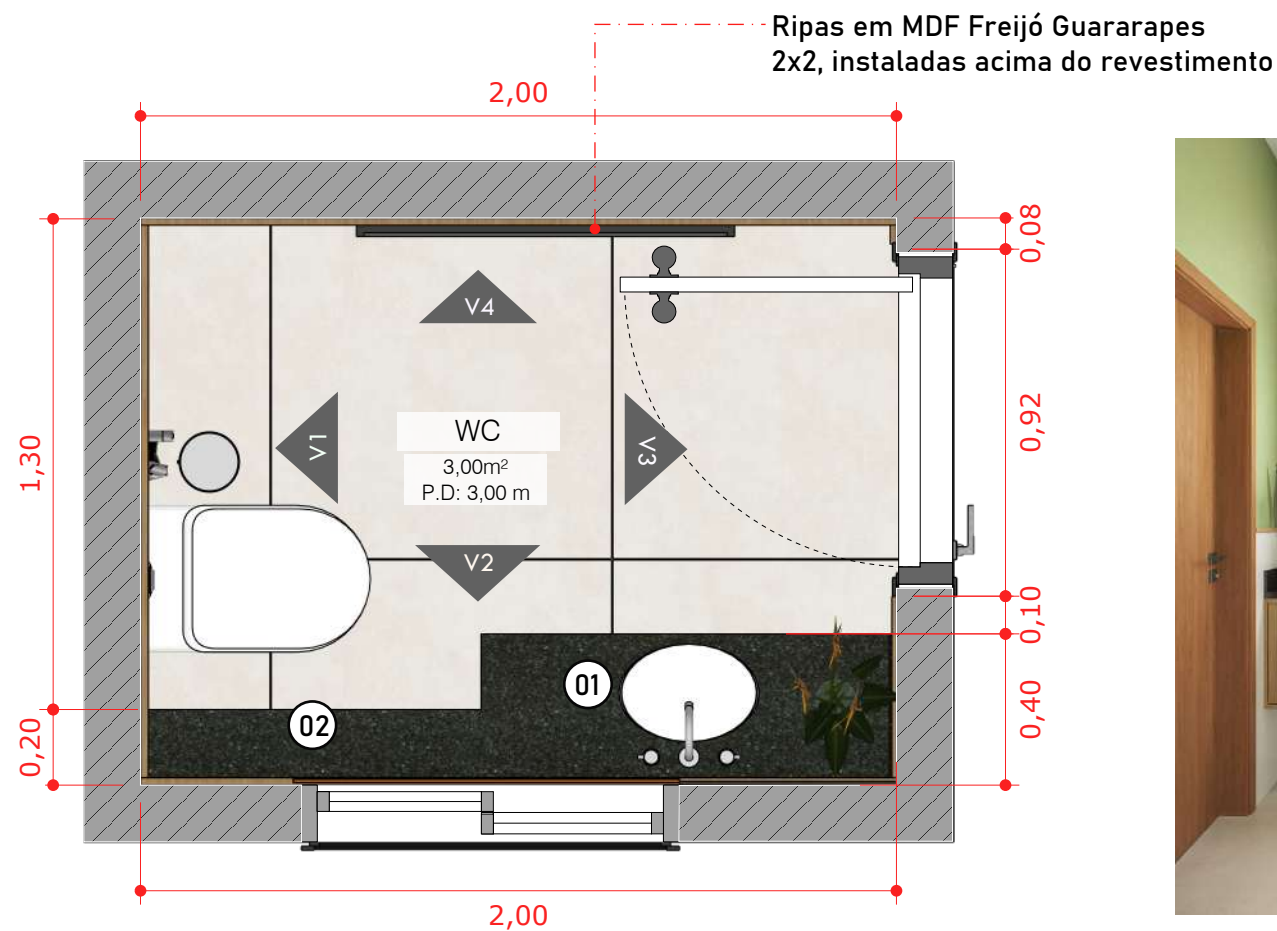 Ripas em MDF Freijó Guararapes
2x2, instaladas acima do revestimento
2,00
0,08
V4
0,92
WC
3,00m²
P.D: 3,00 m
V1
V3
1,30
V2
0,10
01
0,40
02
0,20
2,00